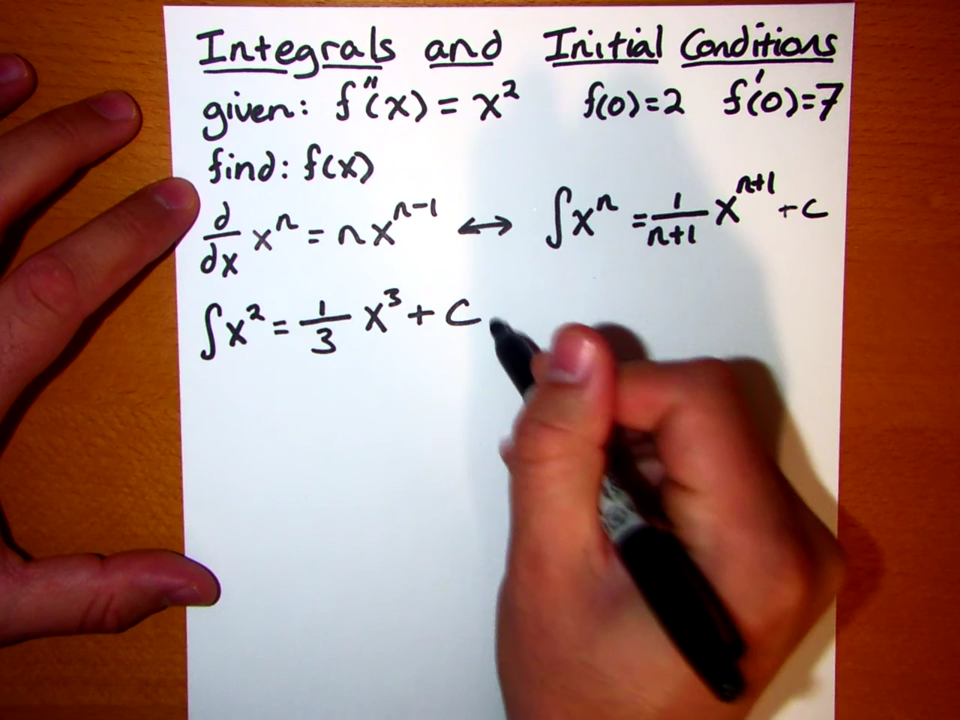 Integrals and Initial Conditions
given: f"(x) = x² f(0)=2 f'(0)=7
find: f(x)
d/dx xⁿ = nxⁿ⁻¹ ↔ ∫xⁿ = 1/(n+1) xⁿ⁺¹ + C
∫x² = 1/3 x³ + C